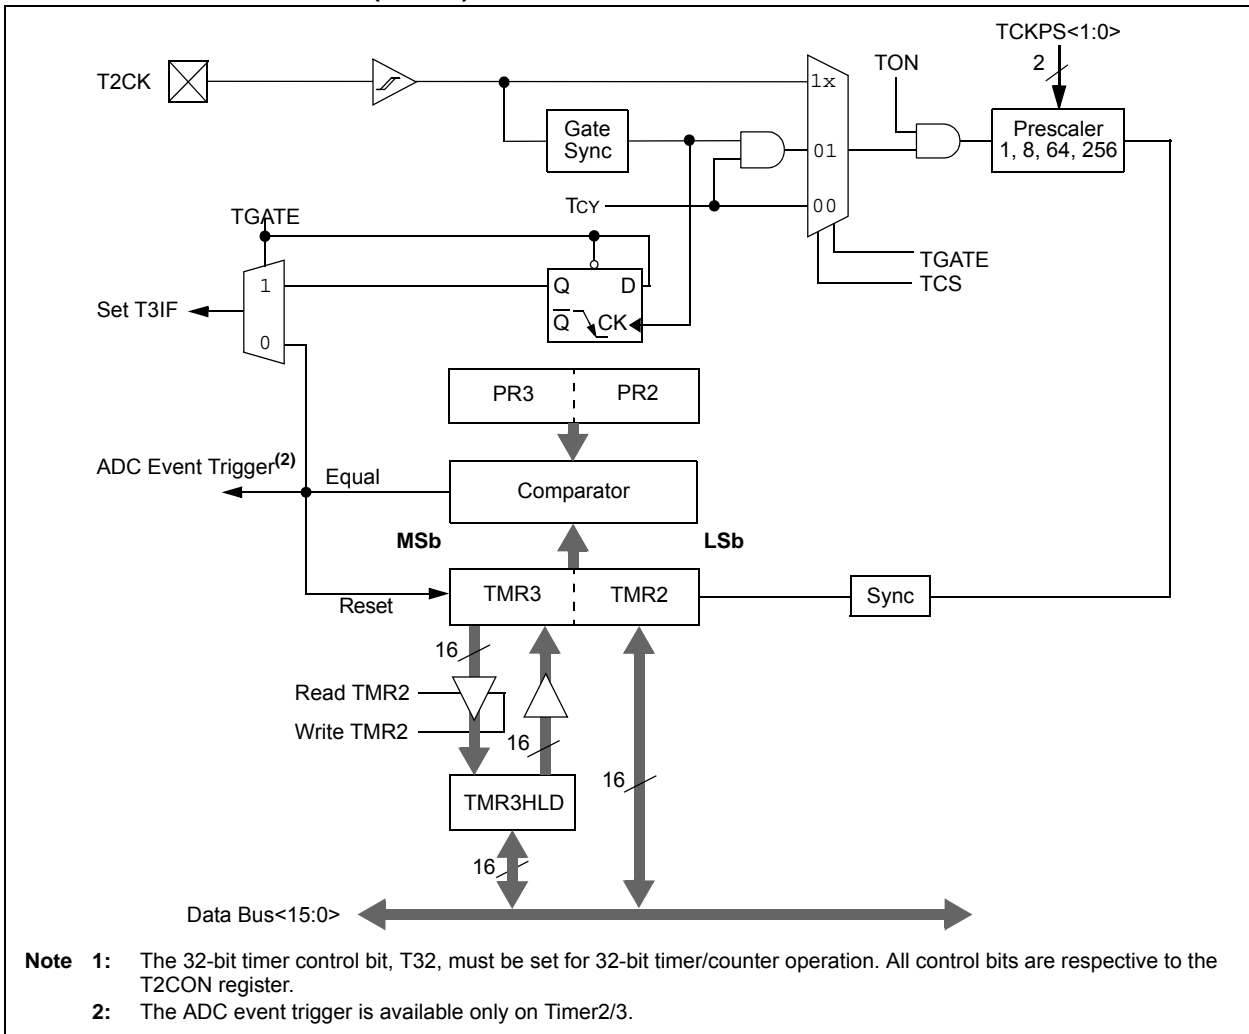 TCKPS<1:0>
2
TON
T2CK
1x
Gate
Sync
Prescaler
1, 8, 64, 256
01
TCY
00
TGATE
TGATE
TCS
1
Q
D
Set T3IF
Q
CK
0
PR3
PR2
ADC Event Trigger(2)
Equal
Comparator
MSb
LSb
TMR3
TMR2
Sync
Reset
16
Read TMR2
Write TMR2
16
16
TMR3HLD
16
Data Bus<15:0>
Note 1: The 32-bit timer control bit, T32, must be set for 32-bit timer/counter operation. All control bits are respective to the
T2CON register.
2: The ADC event trigger is available only on Timer2/3.